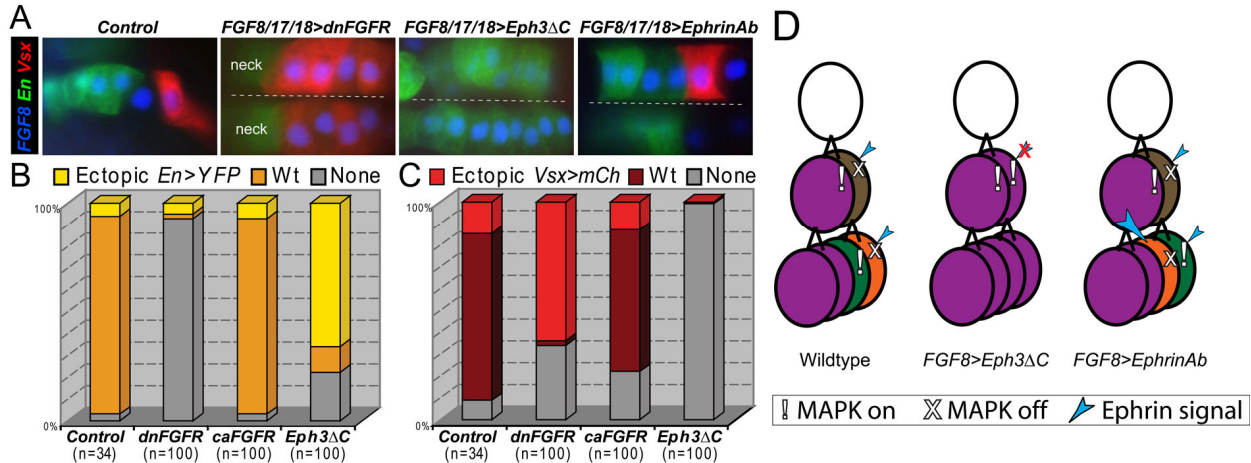 A
Control
FGF8/17/18>dnFGFR
FGF8/17/18>Eph3ΔC
FGF8/17/18>EphrinAb
FGF8 En Vsx
neck
neck
B
Ectopic En>YFP Wt None
100%
0%
Control dnFGFR caFGFR Eph3ΔC
(n=34) (n=100) (n=100) (n=100)
C
Ectopic Vsx>mCh Wt None
100%
0%
Control dnFGFR caFGFR Eph3ΔC
(n=34) (n=100) (n=100) (n=100)
D
! X ! ! X ! X
! X X !
Wildtype FGF8>Eph3ΔC FGF8>EphrinAb
! MAPK on X MAPK off Ephrin signal